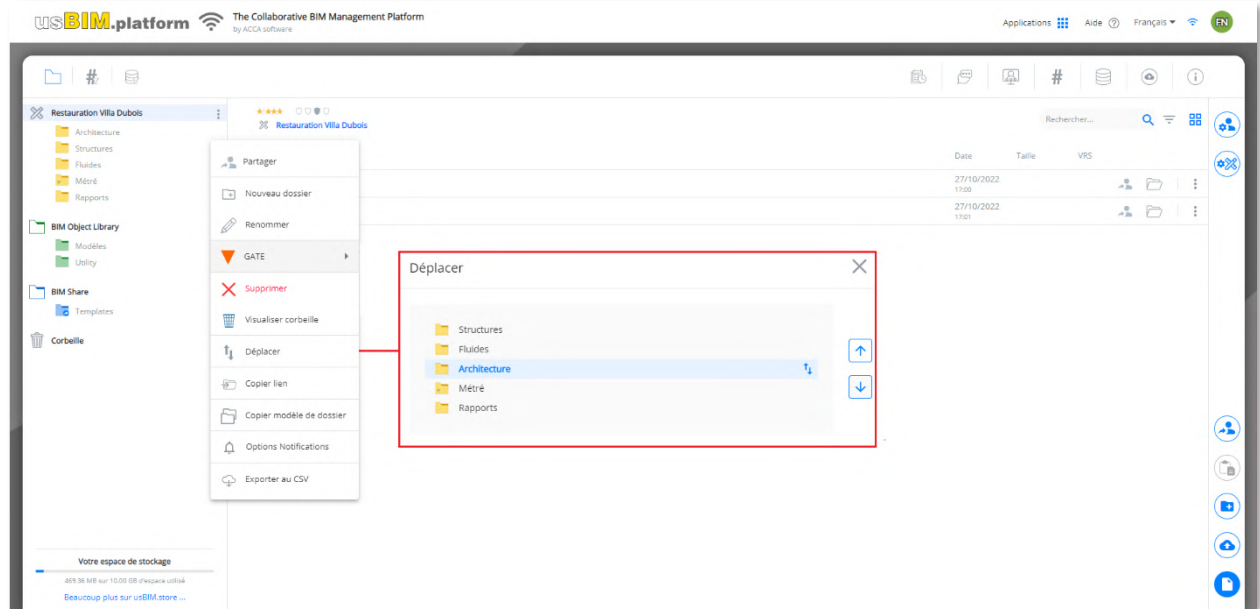 usBIM.platform
The Collaborative BIM Management Platform
by ACCA software
Applications
Aide
Français
EN
Restauration Villa Dubois
Architecture
Structures
Fluides
Métré
Rapports
BIM Object Library
Modèles
Utility
BIM Share
Templates
Corbeille
Restauration Villa Dubois
Rechercher...
Date Taille VRS
27/10/2022
17:00
27/10/2022
17:01
Partager
Nouveau dossier
Renommer
GATE
Supprimer
Visualiser corbeille
Déplacer
Copier lien
Copier modèle de dossier
Options Notifications
Exporter au CSV
Déplacer
Structures
Fluides
Architecture
Métré
Rapports
Votre espace de stockage
469.36 MB sur 10.00 GB d'espace utilisé
Beaucoup plus sur usBIM.store ...